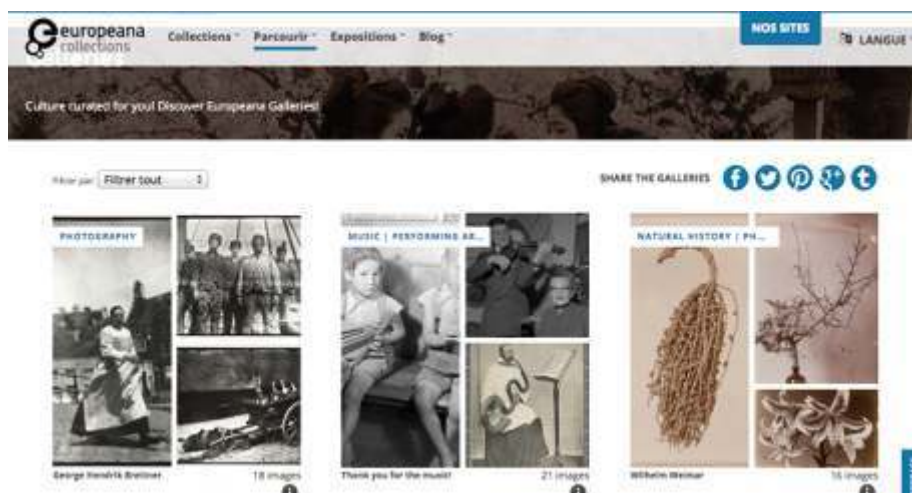 europeana
collections
Collections Parcourir Expositions Blog
NOS SITES
LANGUE
Galleries
Culture curated for you! Discover Europeana Galleries!
Filtrer par Filtrer tout
SHARE THE GALLERIES
PHOTOGRAPHY
MUSIC | PERFORMING AR...
NATURAL HISTORY | PH...
George Hendrik Breitner 18 images
Thank you for the music! 21 images
Wilhelm Weimar 16 images